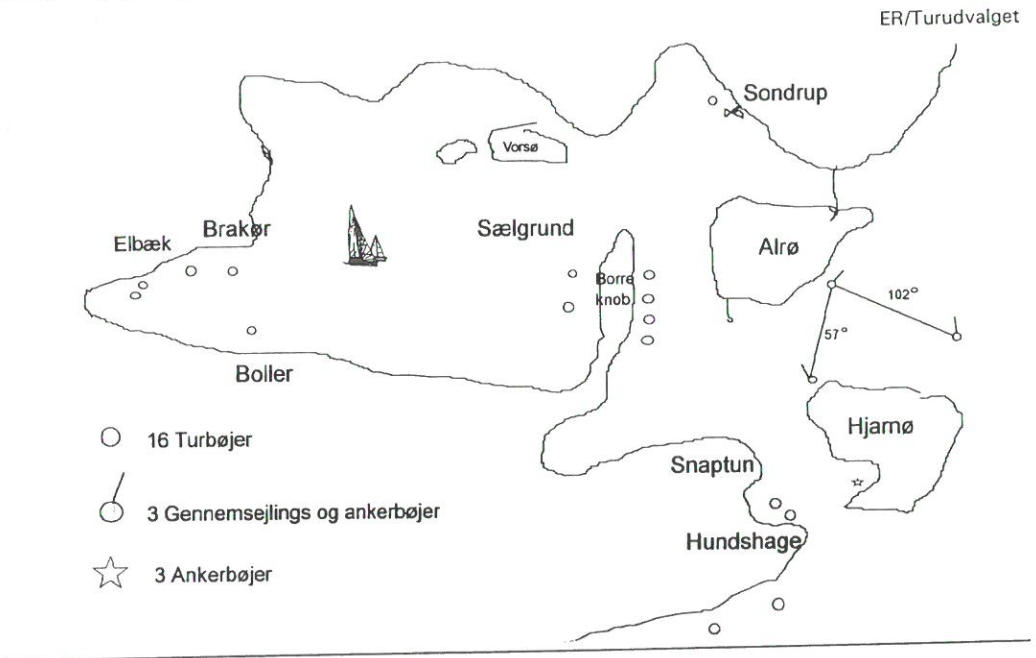 ER/Turudvalget
Sondrup
Vorsø
Elbæk
Brakør
Sælgrund
Alrø
Borre
knob.
102°
57°
Boller
Hjarnø
16 Turbøjer
Snaptun
3 Gennemsejlings og ankerbøjer
Hundshage
3 Ankerbøjer